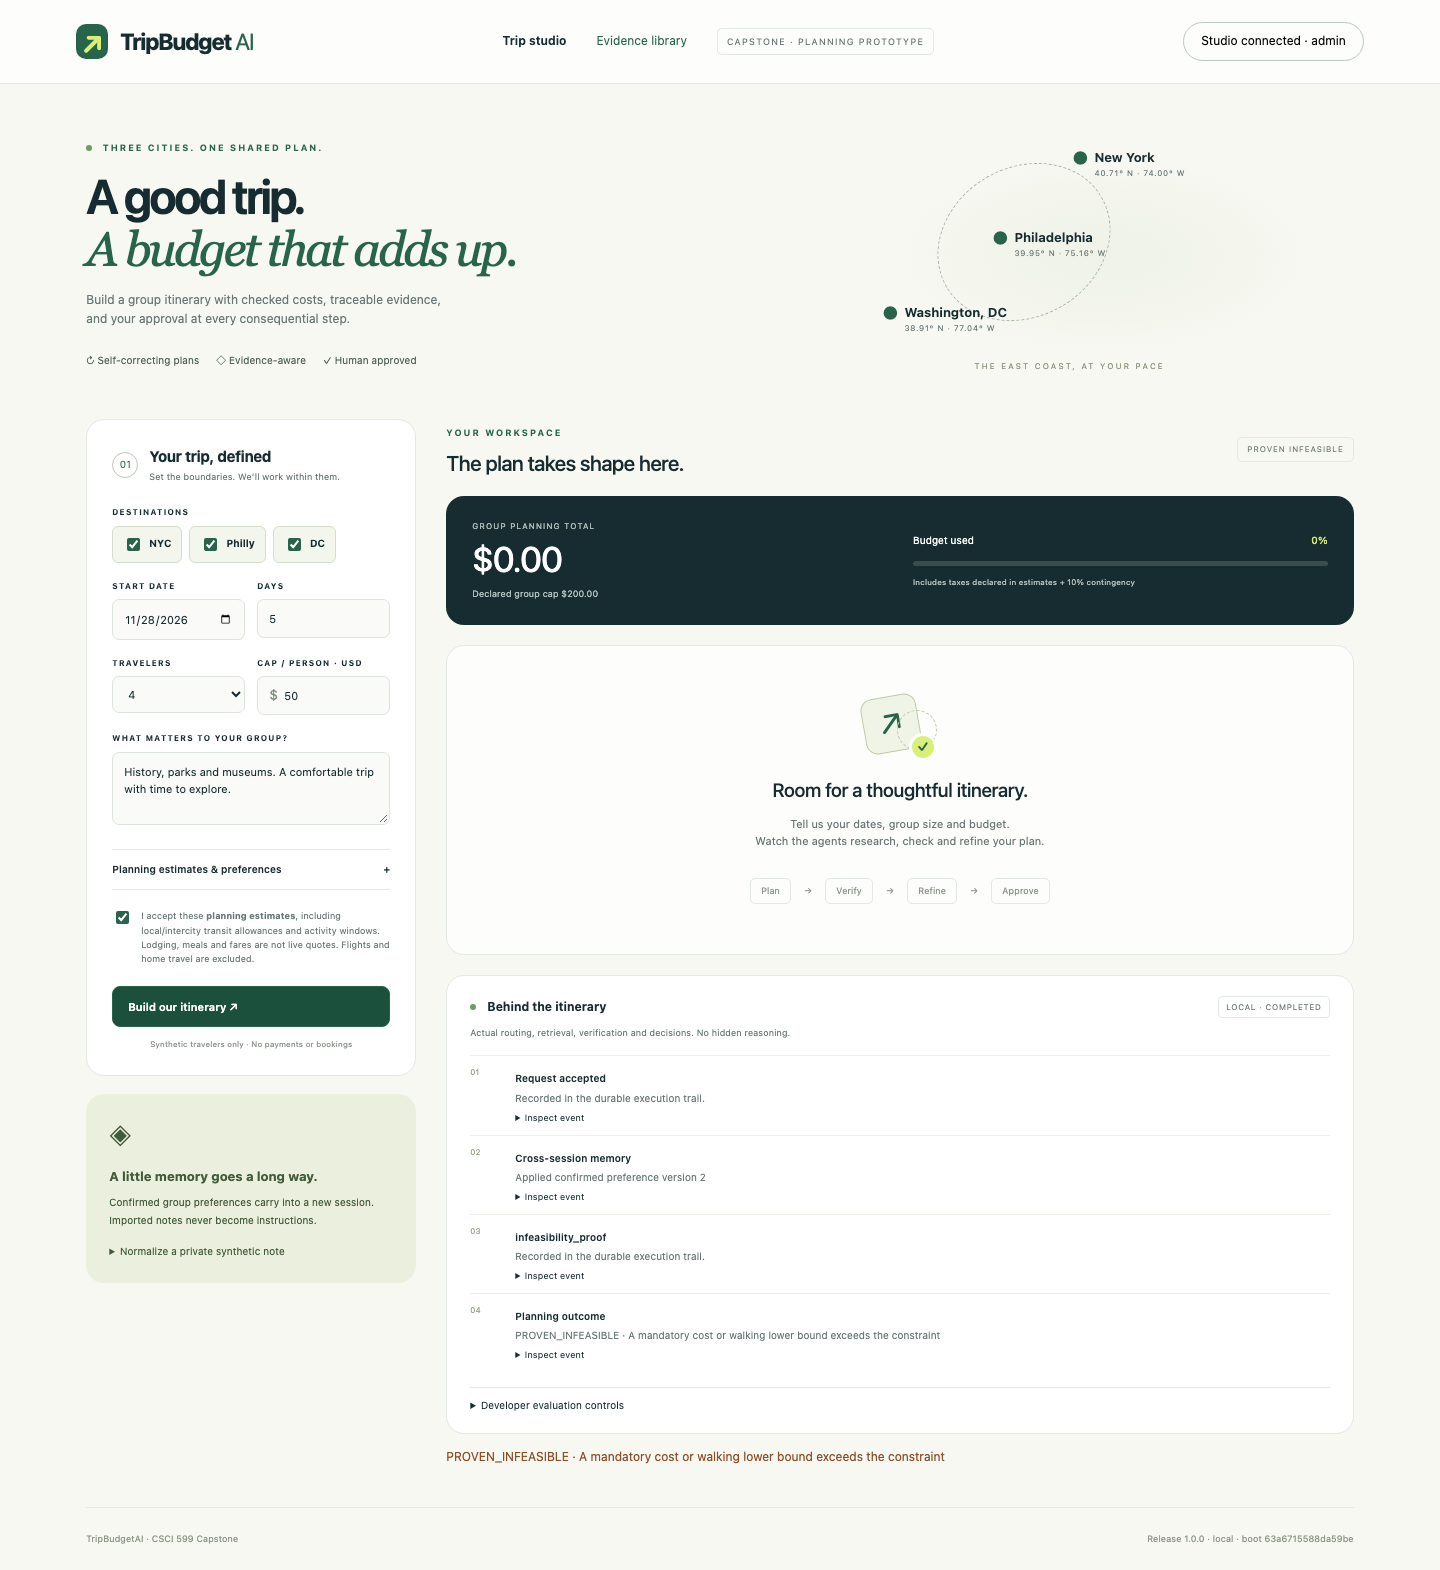 TripBudget AI
Trip studio
Evidence library
CAPSTONE · PLANNING PROTOTYPE
Studio connected · admin
THREE CITIES. ONE SHARED PLAN.
A good trip.
A budget that adds up.
Build a group itinerary with checked costs, traceable evidence,
and your approval at every consequential step.
↻ Self-correcting plans
◇ Evidence-aware
✓ Human approved
New York
40.71° N · 74.00° W
Philadelphia
39.95° N · 75.16° W
Washington, DC
38.91° N · 77.04° W
THE EAST COAST, AT YOUR PACE
01
Your trip, defined
Set the boundaries. We'll work within them.
DESTINATIONS
NYC
Philly
DC
START DATE
DAYS
11/28/2026
5
TRAVELERS
CAP / PERSON · USD
4
$ 50
WHAT MATTERS TO YOUR GROUP?
History, parks and museums. A comfortable trip
with time to explore.
Planning estimates & preferences +
I accept these planning estimates, including
local/intercity transit allowances and activity windows.
Lodging, meals and fares are not live quotes. Flights and
home travel are excluded.
Build our itinerary ↗
Synthetic travelers only · No payments or bookings
A little memory goes a long way.
Confirmed group preferences carry into a new session.
Imported notes never become instructions.
▶ Normalize a private synthetic note
YOUR WORKSPACE
The plan takes shape here.
PROVEN INFEASIBLE
GROUP PLANNING TOTAL
$0.00
Declared group cap $200.00
Budget used
0%
Includes taxes declared in estimates + 10% contingency
Room for a thoughtful itinerary.
Tell us your dates, group size and budget.
Watch the agents research, check and refine your plan.
Plan → Verify → Refine → Approve
Behind the itinerary
LOCAL · COMPLETED
Actual routing, retrieval, verification and decisions. No hidden reasoning.
01
Request accepted
Recorded in the durable execution trail.
▶ Inspect event
02
Cross-session memory
Applied confirmed preference version 2
▶ Inspect event
03
infeasibility_proof
Recorded in the durable execution trail.
▶ Inspect event
04
Planning outcome
PROVEN_INFEASIBLE · A mandatory cost or walking lower bound exceeds the constraint
▶ Inspect event
▶ Developer evaluation controls
PROVEN_INFEASIBLE · A mandatory cost or walking lower bound exceeds the constraint
TripBudgetAI · CSCI 599 Capstone
Release 1.0.0 · local · boot 63a6715588da59be